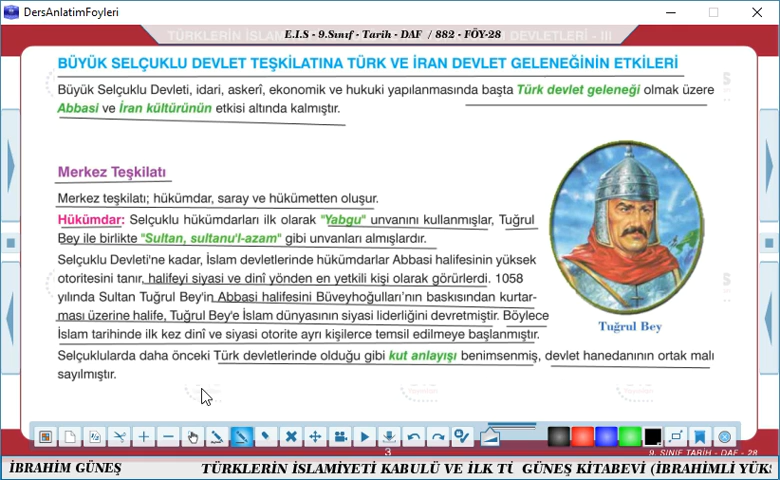 DersAnlatimFoyleri
TÜRKLERİN İSLAM
DEVLETLERİ - III
E.I.S - 9.Sınıf - Tarih - DAF / 882 - FÖY-28
BÜYÜK SELÇUKLU DEVLET TEŞKİLATINA TÜRK VE İRAN DEVLET GELENEĞİNİN ETKİLERİ
Büyük Selçuklu Devleti, idari, askerî, ekonomik ve hukuki yapılanmasında başta Türk devlet geleneği olmak üzere
Abbasi ve İran kültürünün etkisi altında kalmıştır.
Merkez Teşkilatı
Merkez teşkilatı; hükümdar, saray ve hükümetten oluşur.
Hükümdar: Selçuklu hükümdarları ilk olarak "Yabgu" unvanını kullanmışlar, Tuğrul
Bey ile birlikte "Sultan, sultanu'l-azam" gibi unvanları almışlardır.
Selçuklu Devleti'ne kadar, İslam devletlerinde hükümdarlar Abbasi halifesinin yüksek
otoritesini tanır, halifeyi siyasi ve dinî yönden en yetkili kişi olarak görürlerdi. 1058
yılında Sultan Tuğrul Bey'in Abbasi halifesini Büveyhoğulları'nın baskısından kurtar-
ması üzerine halife, Tuğrul Bey'e İslam dünyasının siyasi liderliğini devretmiştir. Böylece
İslam tarihinde ilk kez dinî ve siyasi otorite ayrı kişilerce temsil edilmeye başlanmıştır.
Selçuklularda daha önceki Türk devletlerinde olduğu gibi kut anlayışı benimsenmiş, devlet hanedanının ortak malı
sayılmıştır.
Tuğrul Bey
3
9. SINIF TARİH - DAF - 28
İBRAHİM GÜNEŞ
TÜRKLERİN İSLAMİYETİ KABULÜ VE İLK TÜ
GÜNEŞ KİTABEVİ (İBRAHİMLİ YÜKS